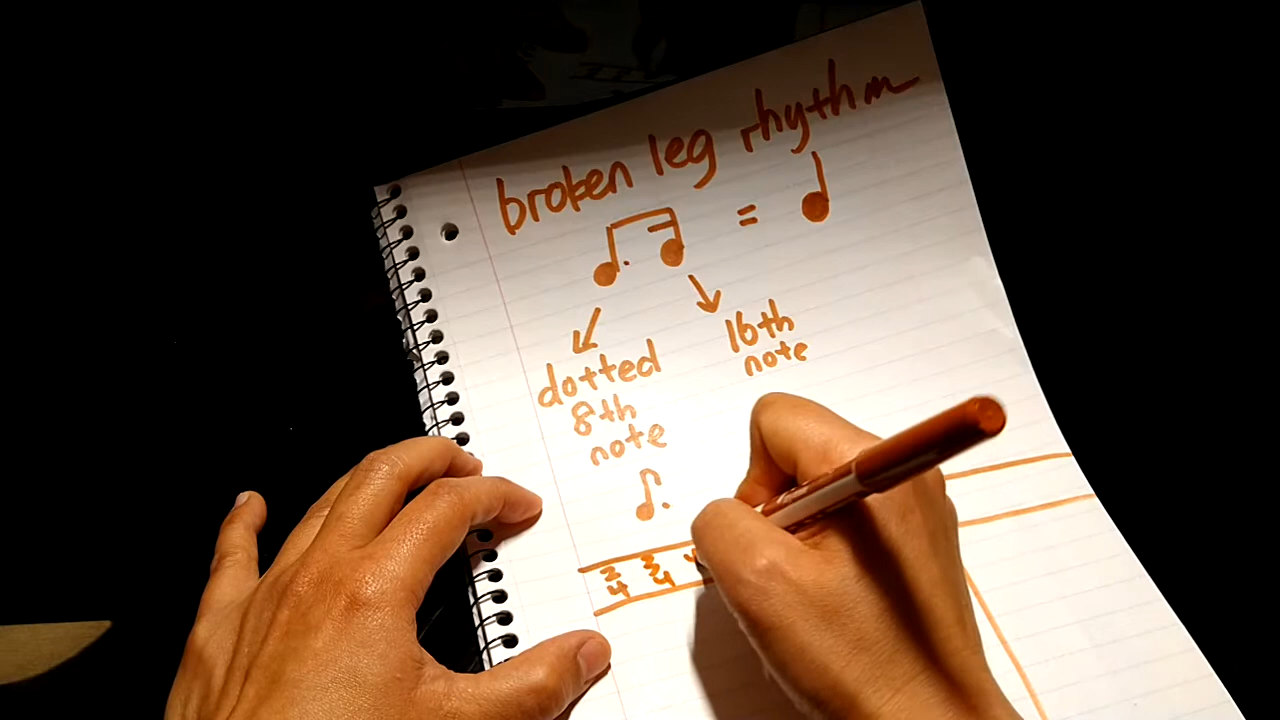 broken leg rhythm
=
dotted
8th
note
16th
note
2/4 3/4